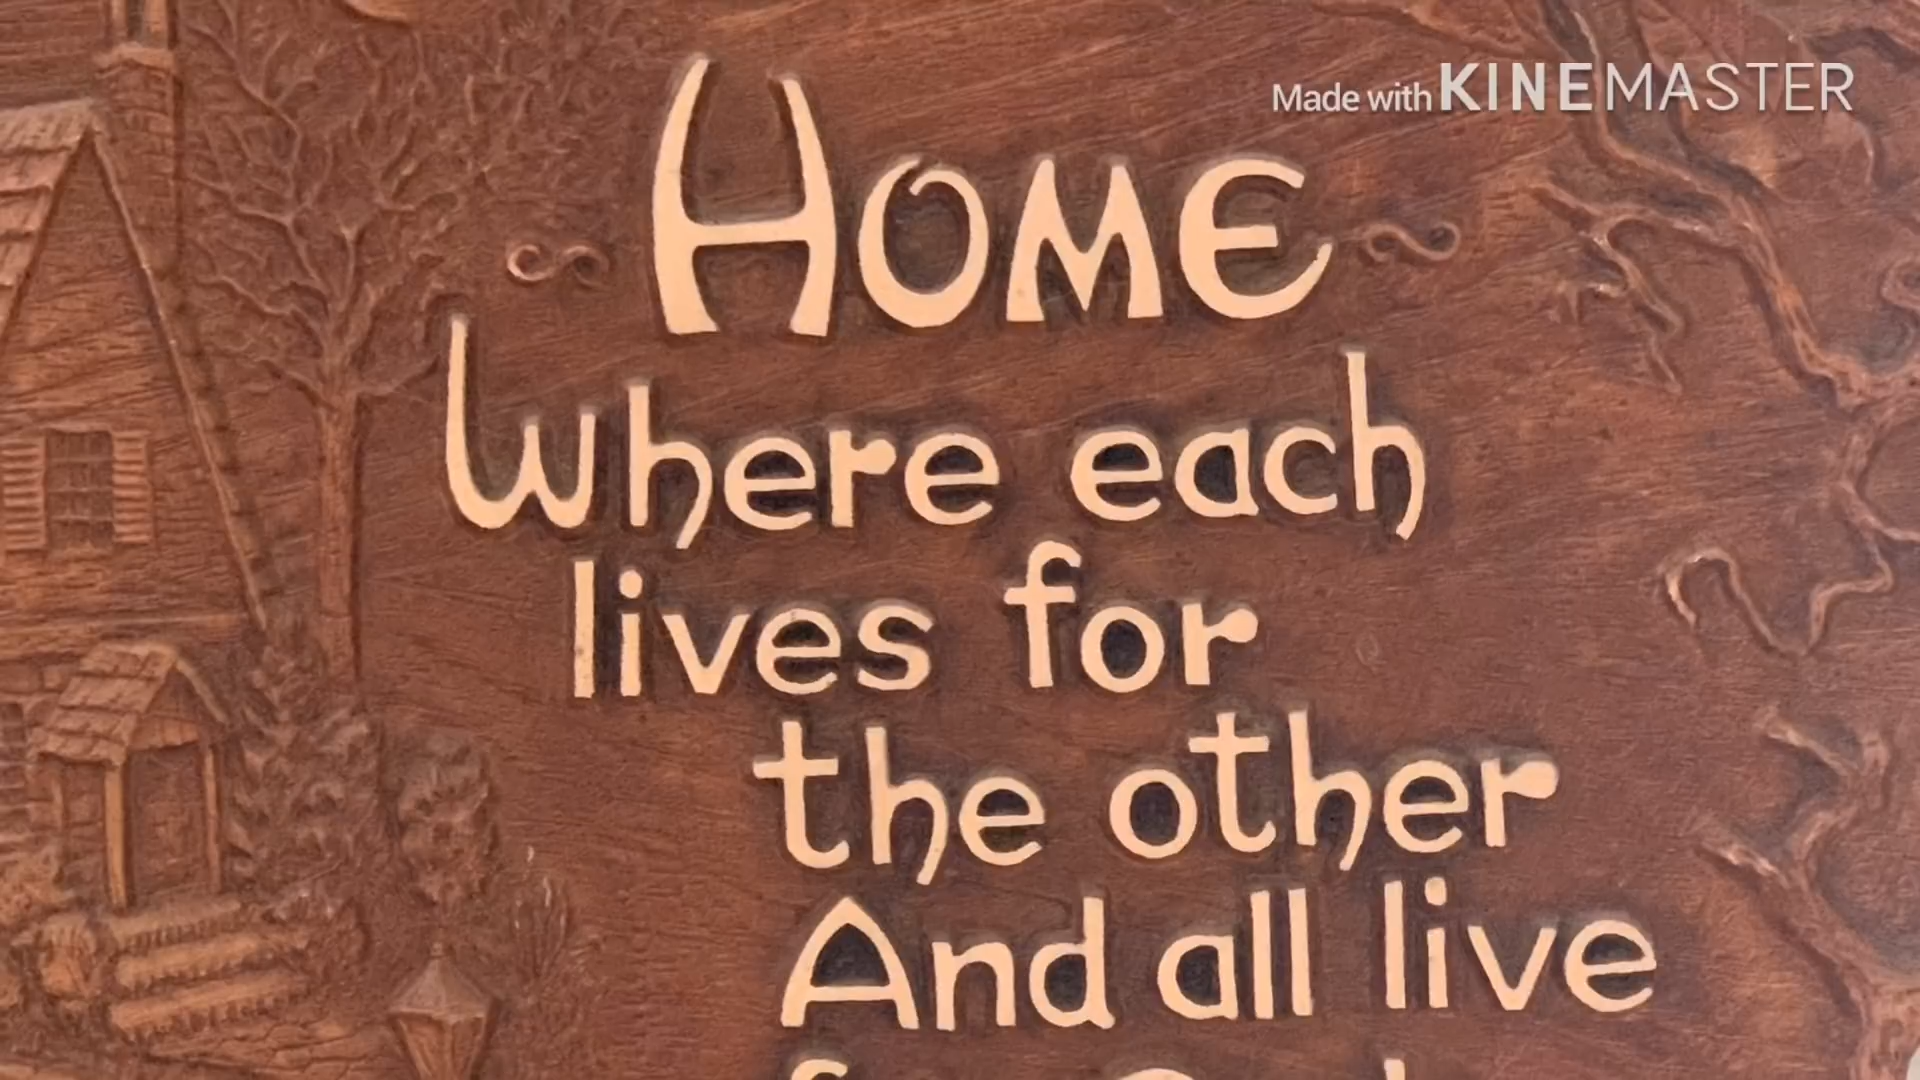 Made with KINEMASTER
HOME
Where each
lives for
the other
And all live